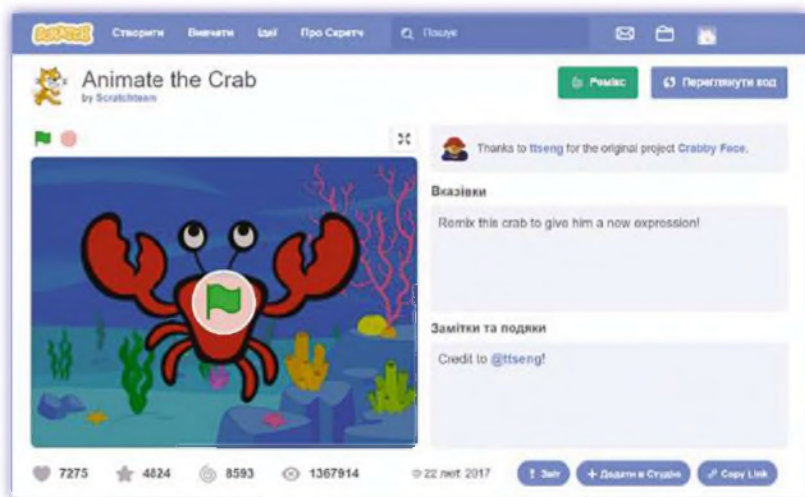 SCRATCH
Створити Вивчати Ідеї Про Скретч Пошук
Animate the Crab
by Scratchteam
Ремікс
Переглянути код
Thanks to ttseng for the original project Crabby Face.
Вказівки
Remix this crab to give him a now expression!
Замітки та подяки
Credit to @ttseng!
7275 4824 8593 1367914 © 22 лют. 2017 Звіт + Додати в Студію Copy Link